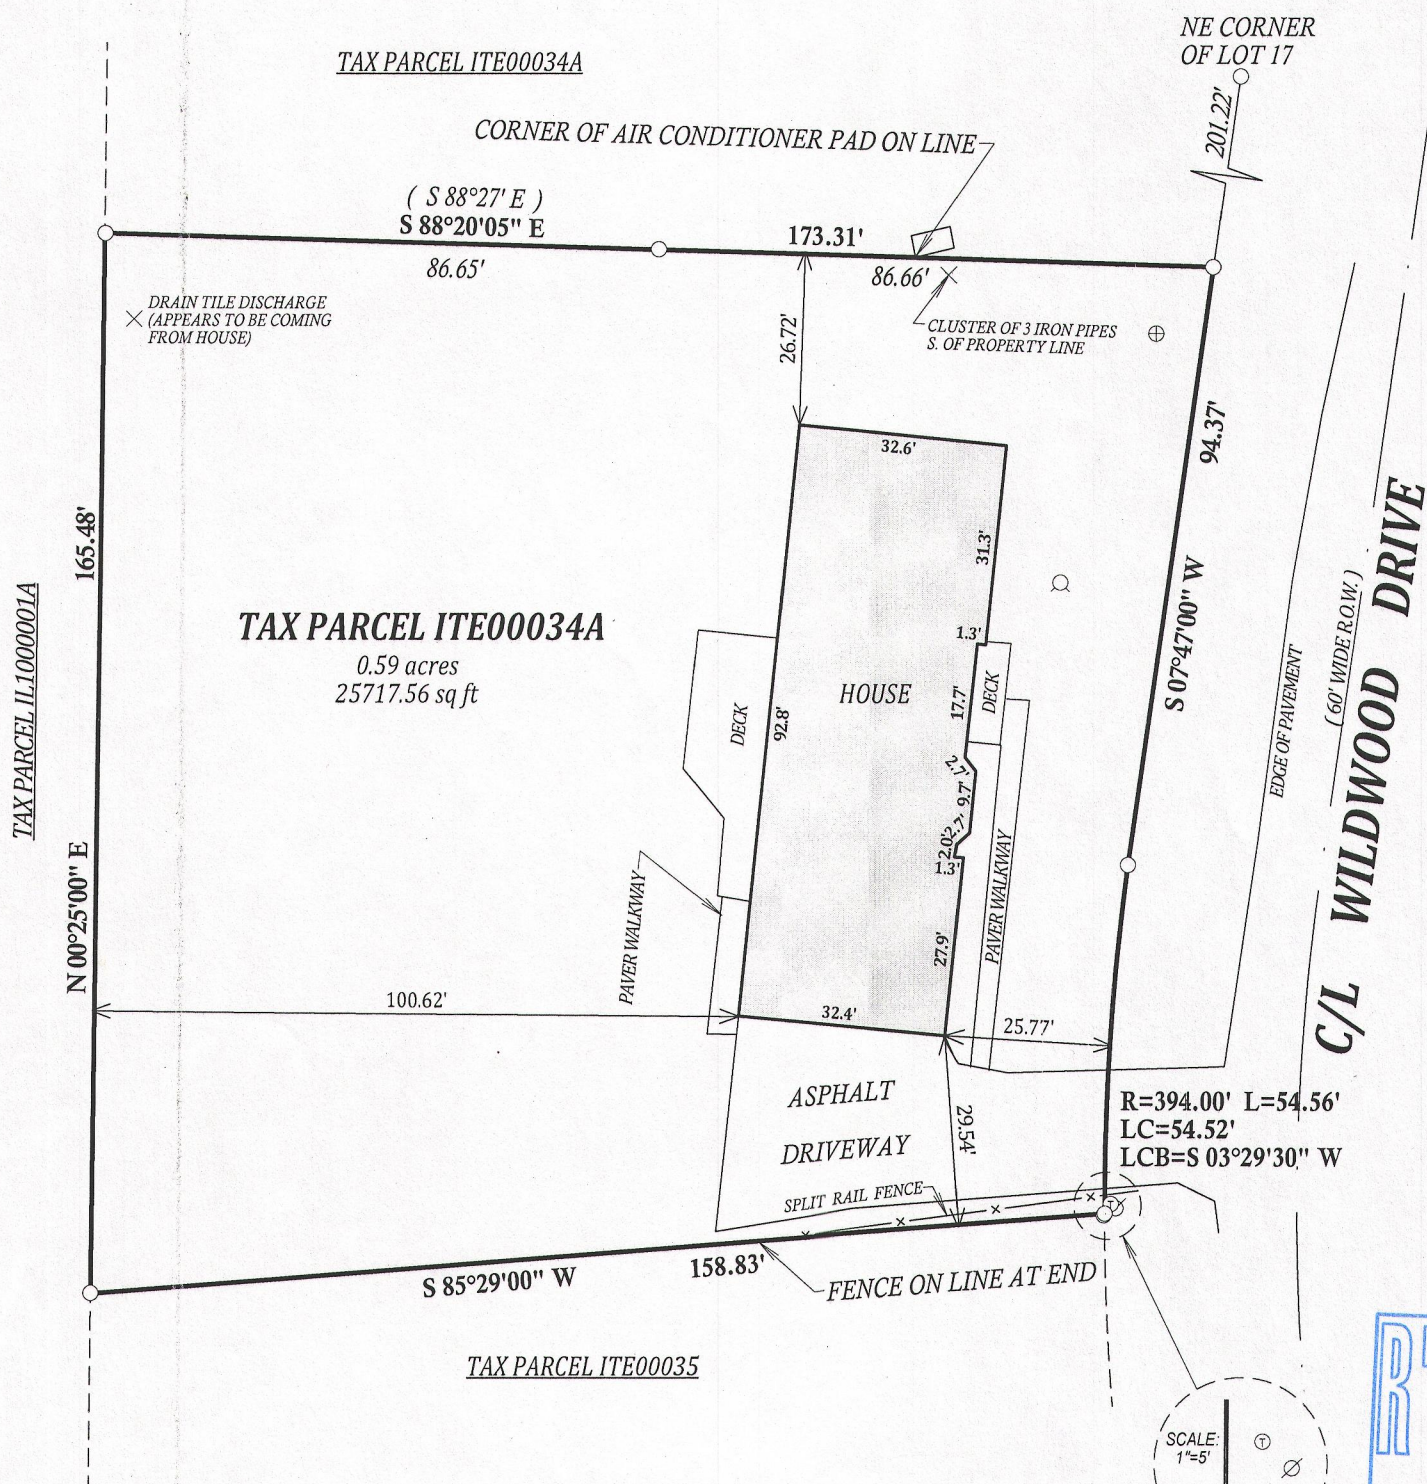 NE CORNER
OF LOT 17
201.22'
TAX PARCEL ITE00034A
CORNER OF AIR CONDITIONER PAD ON LINE
( S 88°27' E )
S 88°20'05" E
173.31'
86.65'
86.66'
DRAIN TILE DISCHARGE
(APPEARS TO BE COMING
FROM HOUSE)
CLUSTER OF 3 IRON PIPES
S. OF PROPERTY LINE
26.72'
32.6'
94.37'
165.48'
31.3'
TAX PARCEL IL1000001A
TAX PARCEL ITE00034A
0.59 acres
25717.56 sq ft
1.3'
HOUSE
DECK
92.8'
17.7'
DECK
S 07°47'00" W
EDGE OF PAVEMENT
( 60' WIDE R.O.W. )
C/L WILDWOOD DRIVE
2.7'
9.7'
2.7'
2.0'
1.3'
PAVER WALKWAY
PAVER WALKWAY
N 00°25'00" E
27.9'
100.62'
32.4'
25.77'
ASPHALT
DRIVEWAY
29.54'
R=394.00' L=54.56'
LC=54.52'
LCB=S 03°29'30" W
SPLIT RAIL FENCE
T
S 85°29'00" W
158.83'
FENCE ON LINE AT END
TAX PARCEL ITE00035
SCALE:
1"=5'
T
R